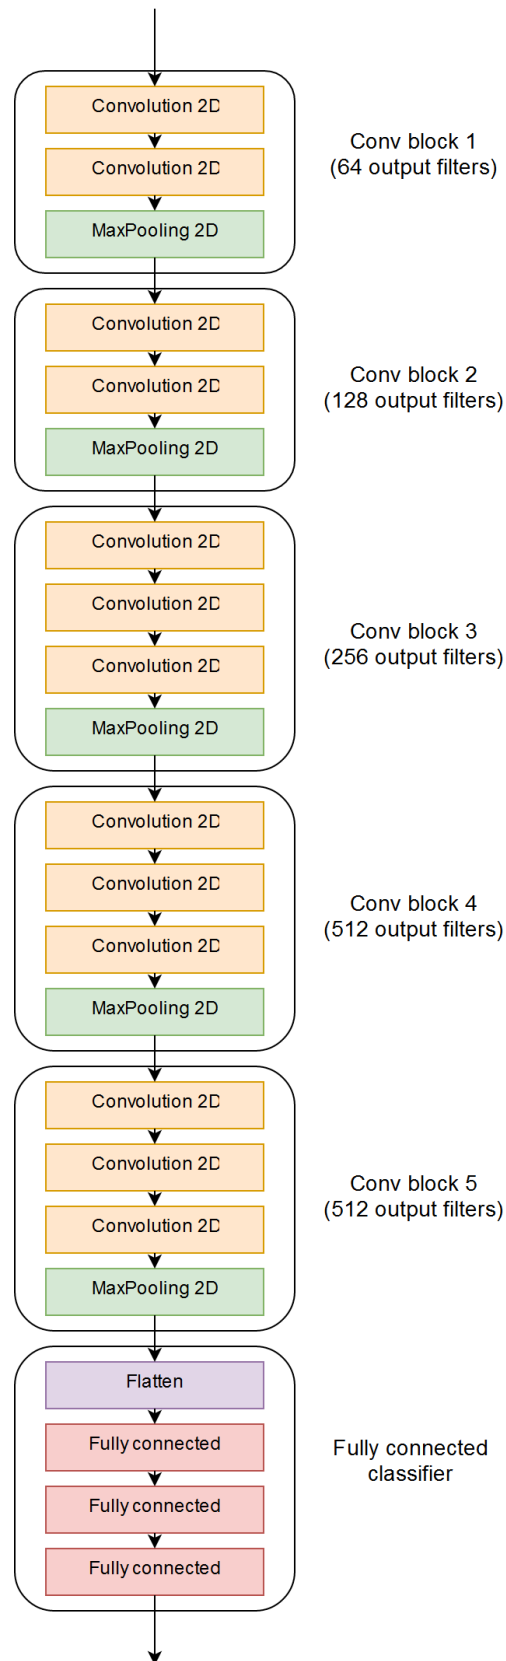 Convolution 2D
Convolution 2D
MaxPooling 2D
Conv block 1
(64 output filters)
Convolution 2D
Convolution 2D
MaxPooling 2D
Conv block 2
(128 output filters)
Convolution 2D
Convolution 2D
Convolution 2D
MaxPooling 2D
Conv block 3
(256 output filters)
Convolution 2D
Convolution 2D
Convolution 2D
MaxPooling 2D
Conv block 4
(512 output filters)
Convolution 2D
Convolution 2D
Convolution 2D
MaxPooling 2D
Conv block 5
(512 output filters)
Flatten
Fully connected
Fully connected
Fully connected
Fully connected
classifier